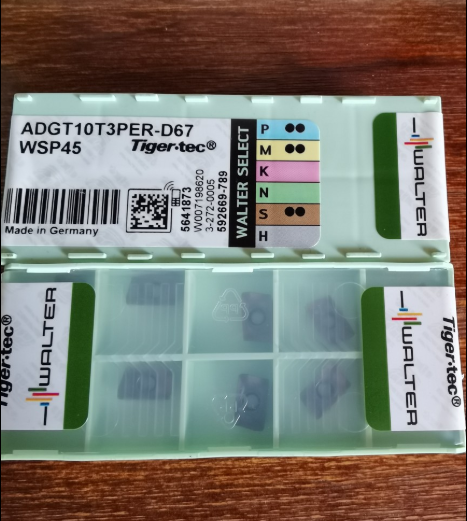 ADGT10T3PER-D67
WSP45 Tiger·tec®
Made in Germany
5641873
W007198620
3-272-0005
592669-789
WALTER SELECT
P
M
K
N
S
H
WALTER
Tiger·tec®
WALTER
WALTER
Tiger·tec®